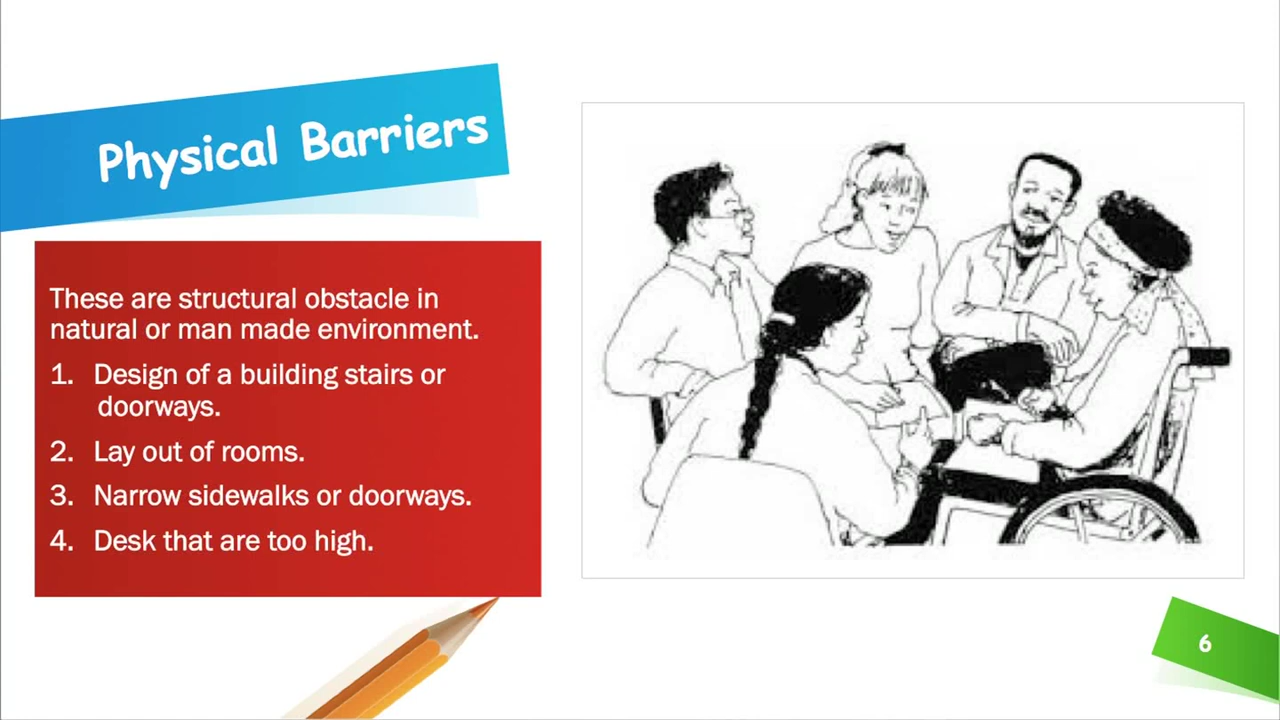 Physical Barriers
These are structural obstacle in
natural or man made environment.
1. Design of a building stairs or
doorways.
2. Lay out of rooms.
3. Narrow sidewalks or doorways.
4. Desk that are too high.
6